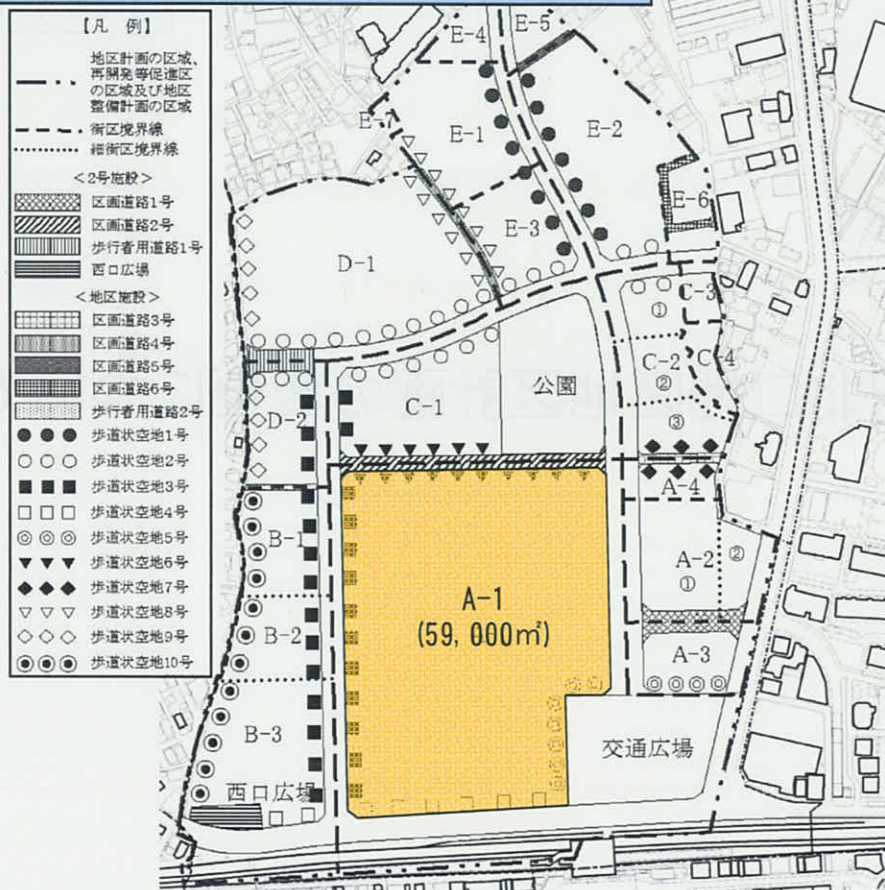 【凡 例】
地区計画の区域、
再開発等促進区
の区域及び地区
整備計画の区域
街区境界線
細街区境界線
＜2号施設＞
区画道路1号
区画道路2号
歩行者用道路1号
西口広場
＜地区施設＞
区画道路3号
区画道路4号
区画道路5号
区画道路6号
歩行者用道路2号
歩道状空地1号
歩道状空地2号
歩道状空地3号
歩道状空地4号
歩道状空地5号
歩道状空地6号
歩道状空地7号
歩道状空地8号
歩道状空地9号
歩道状空地10号
E-5
E-4
E-7
E-1
E-2
E-6
E-3
D-1
C-3
①
C-2
C-4
②
公園
C-1
D-2
③
A-4
B-1
A-2
②
①
A-1
(59,000㎡)
B-2
A-3
B-3
交通広場
西口広場